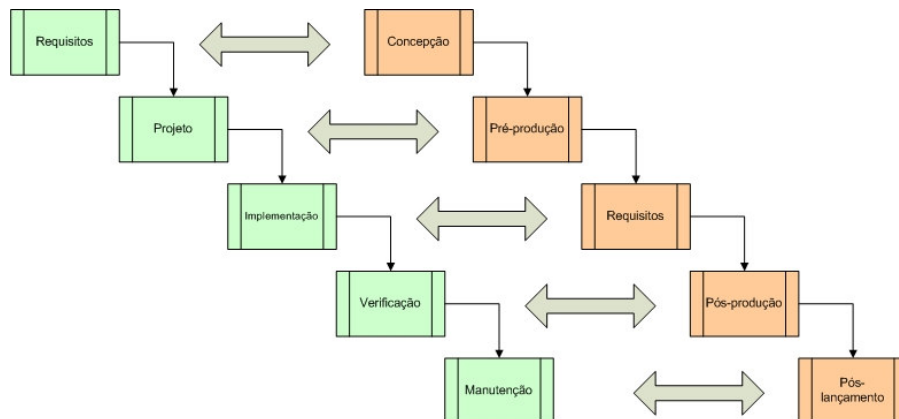 Requisitos
Concepção
Projeto
Pré-produção
Implementação
Requisitos
Verificação
Pós-produção
Manutenção
Pós-
lançamento